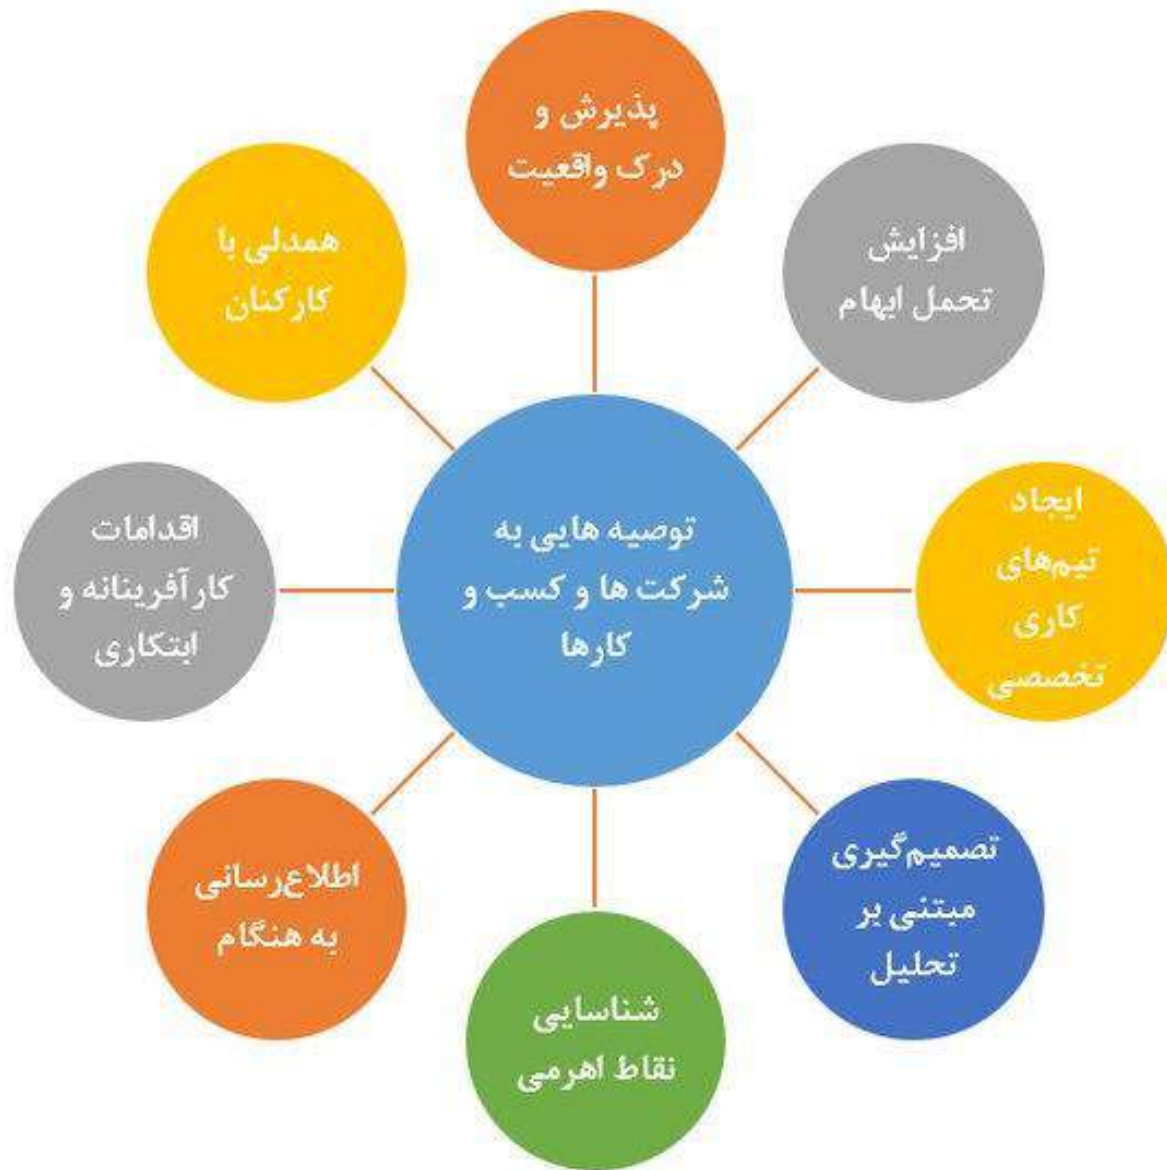 توصیه هایی به
شرکت ها و کسب و
کارها
پذیرش و
درک واقعیت
افزایش
تحمل ابهام
ایجاد
تیم‌های
کاری
تخصصی
تصمیم‌گیری
مبتنی بر
تحلیل
شناسایی
نقاط اهرمی
اطلاع‌رسانی
به هنگام
اقدامات
کارآفرینانه و
ابتکاری
همدلی با
کارکنان